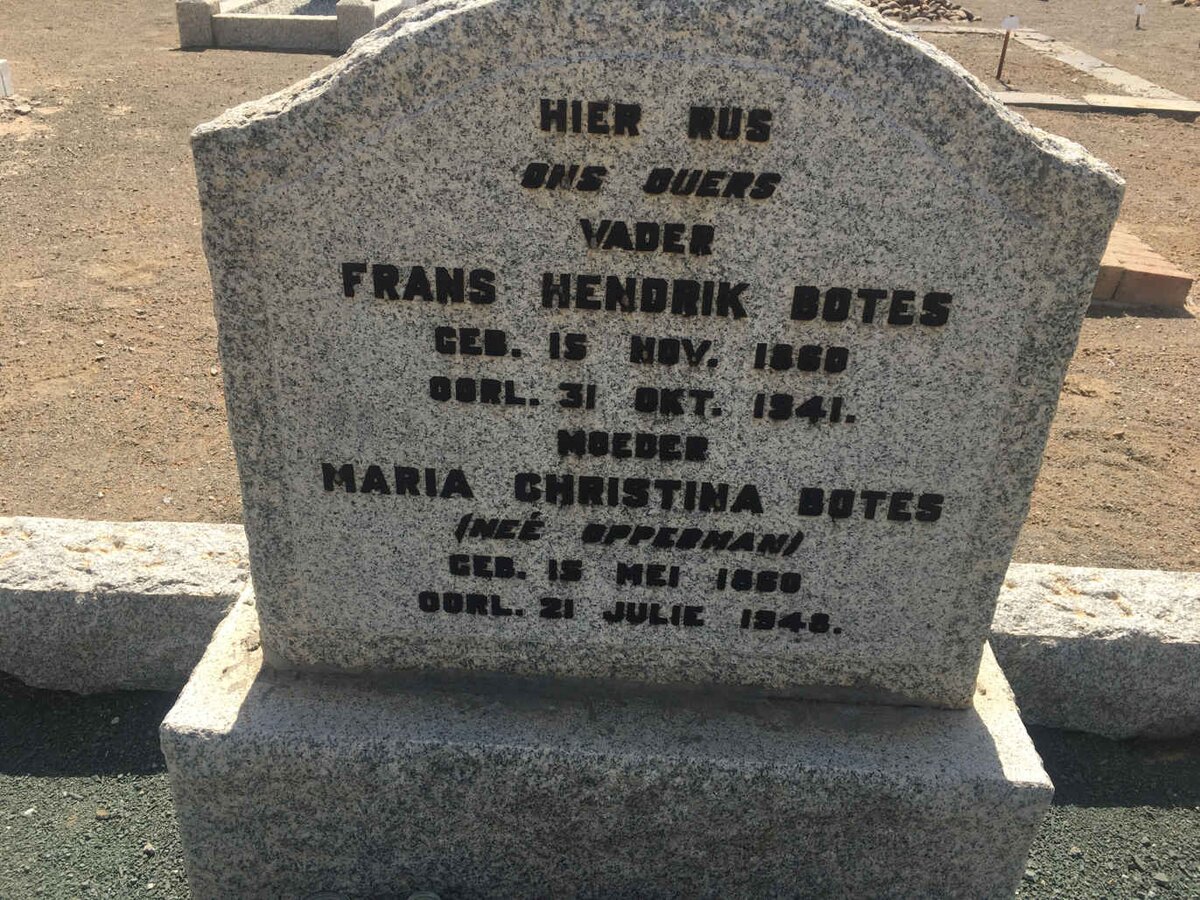 HIER RUS
ONS OUERS
VADER
FRANS HENDRIK BOTES
GEB. 15 NOV. 1860
OORL. 31 OKT. 1941.
MOEDER
MARIA CHRISTINA BOTES
(NEÉ OPPERMAN)
GEB. 15 MEI 1860
OORL. 21 JULIE 1948.